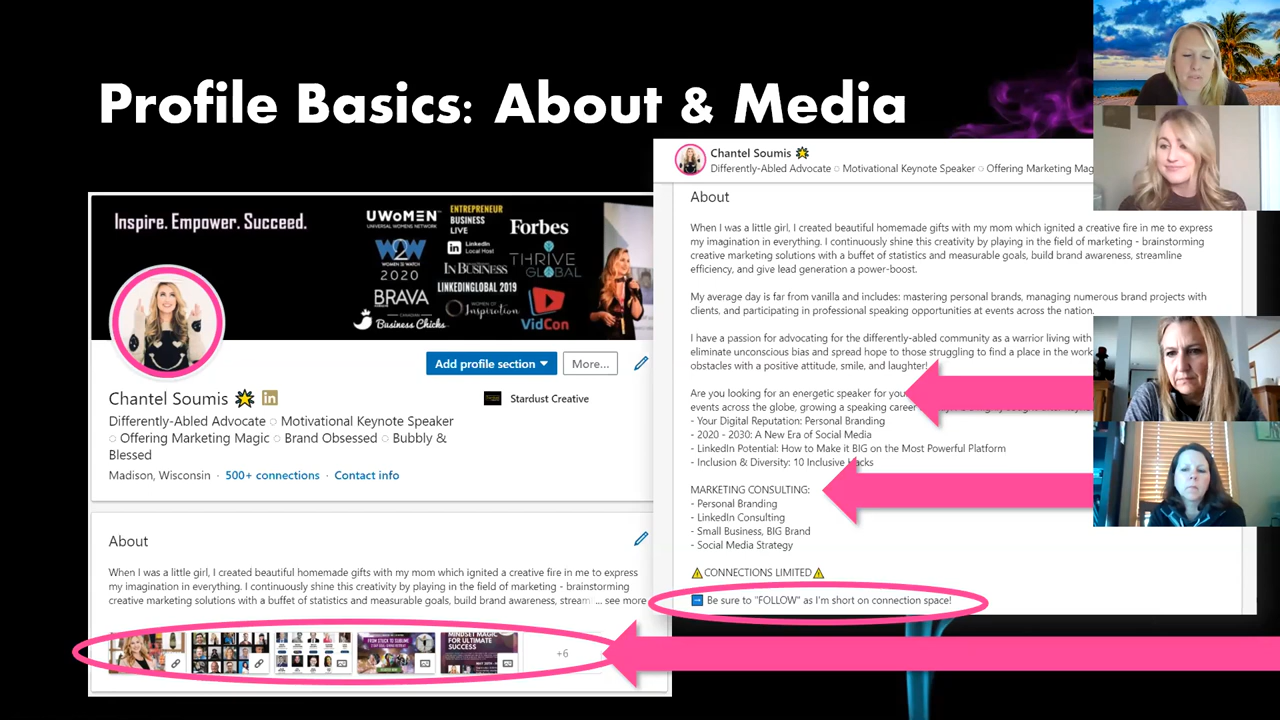 Profile Basics: About & Media
Inspire. Empower. Succeed.
UWoMEN
UNIVERSAL WOMENS NETWORK
ENTREPRENEUR
BUSINESS
LIVE
Forbes
W2W
WOMEN 2 WATCH
2020
in LinkedIn
Local Host
IN BUSINESS
THRIVE
GLOBAL
BRAVA
LINKEDINGLOBAL 2019
WOMEN OF
Inspiration
Business Chicks
VidCon
Add profile section
More...
Chantel Soumis
in
Stardust Creative
Differently-Abled Advocate ○ Motivational Keynote Speaker
○ Offering Marketing Magic ○ Brand Obsessed ○ Bubbly &
Blessed
Madison, Wisconsin · 500+ connections · Contact info
About
When I was a little girl, I created beautiful homemade gifts with my mom which ignited a creative fire in me to express
my imagination in everything. I continuously shine this creativity by playing in the field of marketing - brainstorming
creative marketing solutions with a buffet of statistics and measurable goals, build brand awareness, stream... see more
FROM STUCK TO SUBLIME
MINDSET MAGIC
FOR ULTIMATE
SUCCESS
+6
Chantel Soumis
Differently-Abled Advocate ○ Motivational Keynote Speaker ○ Offering Marketing Mag
About
When I was a little girl, I created beautiful homemade gifts with my mom which ignited a creative fire in me to express
my imagination in everything. I continuously shine this creativity by playing in the field of marketing - brainstorming
creative marketing solutions with a buffet of statistics and measurable goals, build brand awareness, streamline
efficiency, and give lead generation a power-boost.
My average day is far from vanilla and includes: mastering personal brands, managing numerous brand projects with
clients, and participating in professional speaking opportunities at events across the nation.
I have a passion for advocating for the differently-abled community as a warrior living with
eliminate unconscious bias and spread hope to those struggling to find a place in the work
obstacles with a positive attitude, smile, and laughter!
Are you looking for an energetic speaker for you
events across the globe, growing a speaking career
- Your Digital Reputation: Personal Branding
- 2020 - 2030: A New Era of Social Media
- LinkedIn Potential: How to Make it BIG on the Most Powerful Platform
- Inclusion & Diversity: 10 Inclusive Hacks
MARKETING CONSULTING:
- Personal Branding
- LinkedIn Consulting
- Small Business, BIG Brand
- Social Media Strategy
⚠CONNECTIONS LIMITED⚠
➡ Be sure to "FOLLOW" as I'm short on connection space!